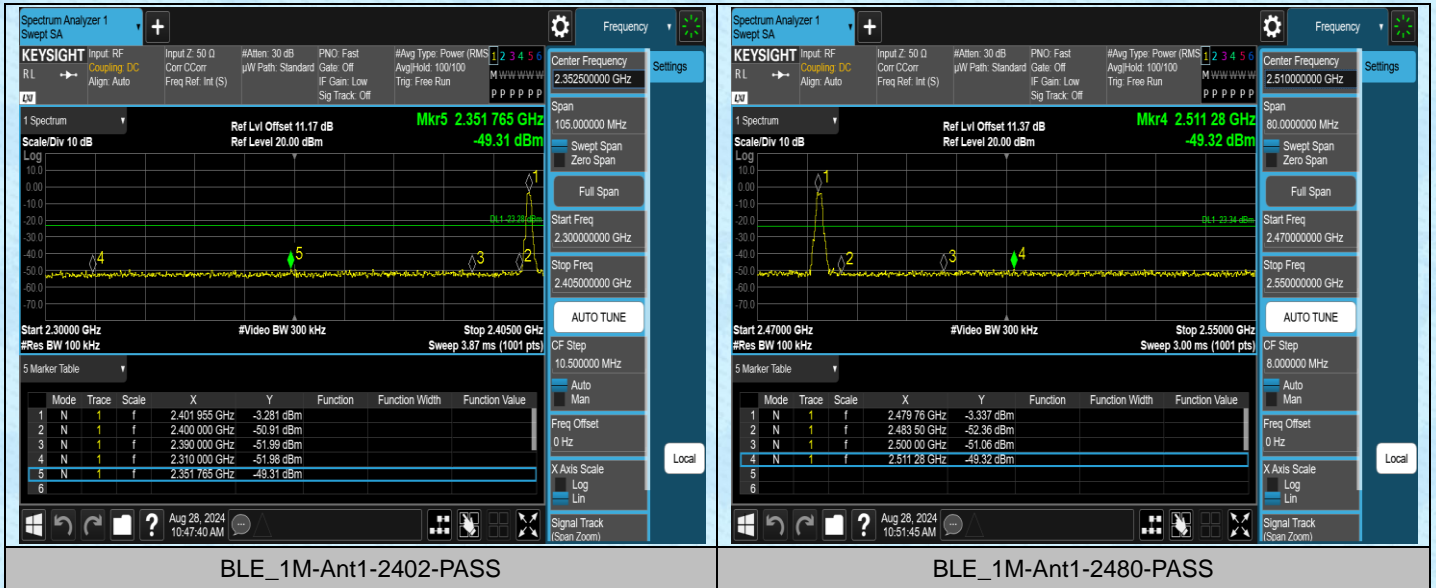 Spectrum Analyzer 1
Swept SA
Frequency
KEYSIGHT
RL
LXI
Input: RF
Coupling: DC
Align: Auto
Input Z: 50 Ω
Corr CCorr
Freq Ref: Int (S)
#Atten: 30 dB
µW Path: Standard
PNO: Fast
Gate: Off
IF Gain: Low
Sig Track: Off
#Avg Type: Power (RMS
Avg|Hold: 100/100
Trig: Free Run
1 2 3 4 5 6
M W W W W W
P P P P P P
1 Spectrum
Scale/Div 10 dB
Ref Lvl Offset 11.17 dB
Ref Level 20.00 dBm
Mkr5 2.351 765 GHz
-49.31 dBm
Log
10.0
0.00
-10.0
-20.0
-30.0
-40.0
-50.0
-60.0
-70.0
DL1 -23.28 dBm
1
4
5
3
2
Start 2.30000 GHz
#Res BW 100 kHz
#Video BW 300 kHz
Stop 2.40500 GHz
Sweep 3.87 ms (1001 pts)
5 Marker Table
Mode Trace Scale X Y Function Function Width Function Value
1 N 1 f 2.401 955 GHz -3.281 dBm
2 N 1 f 2.400 000 GHz -50.91 dBm
3 N 1 f 2.390 000 GHz -51.99 dBm
4 N 1 f 2.310 000 GHz -51.98 dBm
5 N 1 f 2.351 765 GHz -49.31 dBm
6
Aug 28, 2024
10:47:40 AM
Center Frequency
2.352500000 GHz
Settings
Span
105.000000 MHz
Swept Span
Zero Span
Full Span
Start Freq
2.300000000 GHz
Stop Freq
2.405000000 GHz
AUTO TUNE
CF Step
10.500000 MHz
Auto
Man
Freq Offset
0 Hz
X Axis Scale
Log
Lin
Signal Track
(Span Zoom)
Local
BLE_1M-Ant1-2402-PASS
Spectrum Analyzer 1
Swept SA
Frequency
KEYSIGHT
RL
LXI
Input: RF
Coupling: DC
Align: Auto
Input Z: 50 Ω
Corr CCorr
Freq Ref: Int (S)
#Atten: 30 dB
µW Path: Standard
PNO: Fast
Gate: Off
IF Gain: Low
Sig Track: Off
#Avg Type: Power (RMS
Avg|Hold: 100/100
Trig: Free Run
1 2 3 4 5 6
M W W W W W
P P P P P P
1 Spectrum
Scale/Div 10 dB
Ref Lvl Offset 11.37 dB
Ref Level 20.00 dBm
Mkr4 2.511 28 GHz
-49.32 dBm
Log
10.0
0.00
-10.0
-20.0
-30.0
-40.0
-50.0
-60.0
-70.0
DL1 -23.34 dBm
1
2
3
4
Start 2.47000 GHz
#Res BW 100 kHz
#Video BW 300 kHz
Stop 2.55000 GHz
Sweep 3.00 ms (1001 pts)
5 Marker Table
Mode Trace Scale X Y Function Function Width Function Value
1 N 1 f 2.479 76 GHz -3.337 dBm
2 N 1 f 2.483 50 GHz -52.36 dBm
3 N 1 f 2.500 00 GHz -51.06 dBm
4 N 1 f 2.511 28 GHz -49.32 dBm
5
6
Aug 28, 2024
10:51:45 AM
Center Frequency
2.510000000 GHz
Settings
Span
80.0000000 MHz
Swept Span
Zero Span
Full Span
Start Freq
2.470000000 GHz
Stop Freq
2.550000000 GHz
AUTO TUNE
CF Step
8.000000 MHz
Auto
Man
Freq Offset
0 Hz
X Axis Scale
Log
Lin
Signal Track
(Span Zoom)
Local
BLE_1M-Ant1-2480-PASS